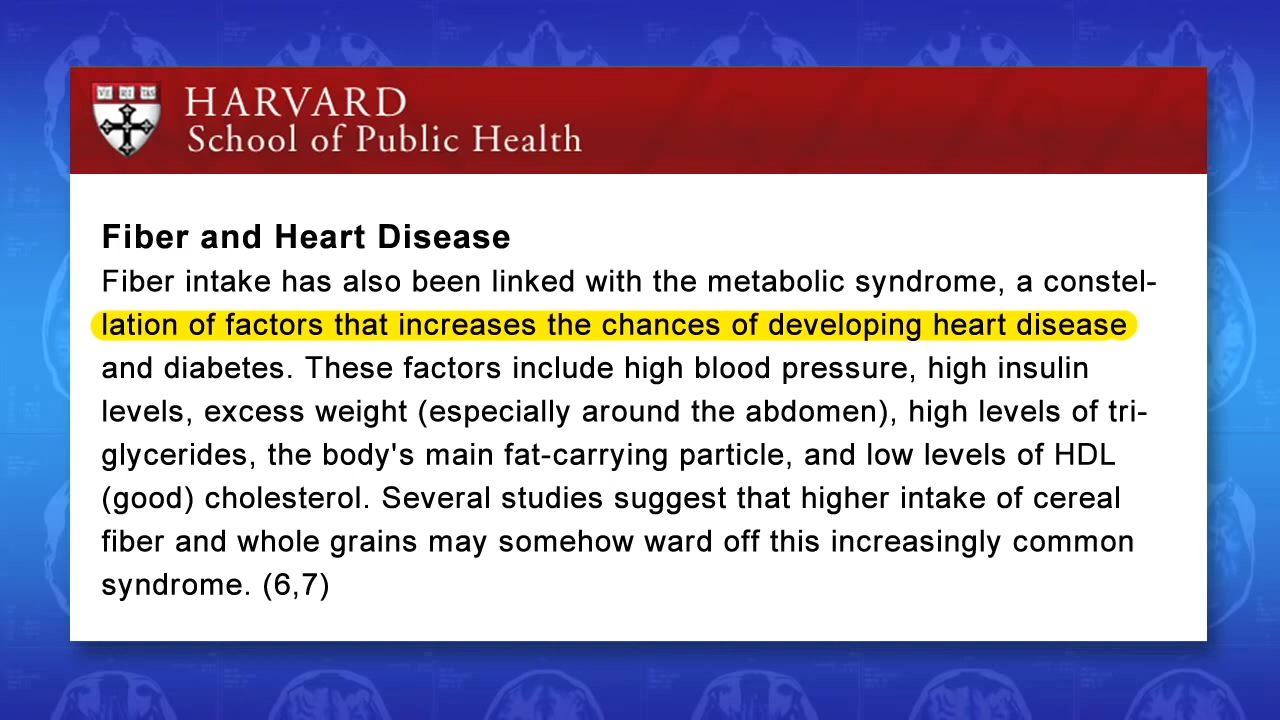 HARVARD
School of Public Health
Fiber and Heart Disease
Fiber intake has also been linked with the metabolic syndrome, a constel-
lation of factors that increases the chances of developing heart disease
and diabetes. These factors include high blood pressure, high insulin
levels, excess weight (especially around the abdomen), high levels of tri-
glycerides, the body's main fat-carrying particle, and low levels of HDL
(good) cholesterol. Several studies suggest that higher intake of cereal
fiber and whole grains may somehow ward off this increasingly common
syndrome. (6,7)